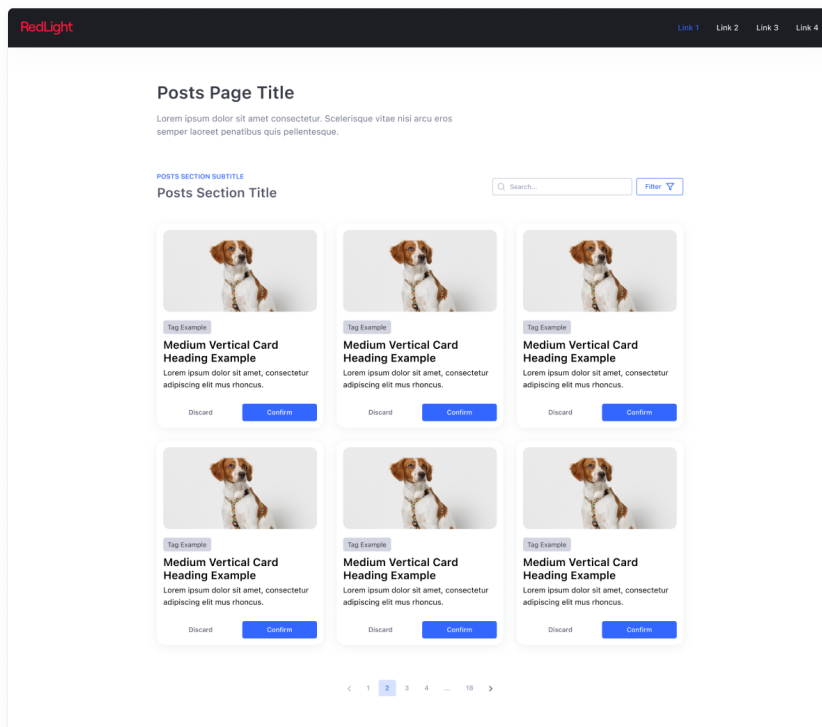 RedLight
Link 1
Link 2
Link 3
Link 4
Posts Page Title
Lorem ipsum dolor sit amet consectetur. Scelerisque vitae nisi arcu eros
semper laoreet penatibus quis pellentesque.
POSTS SECTION SUBTITLE
Posts Section Title
Search...
Filter
Tag Example
Medium Vertical Card
Heading Example
Lorem ipsum dolor sit amet, consectetur
adipiscing elit mus rhoncus.
Discard
Confirm
Tag Example
Medium Vertical Card
Heading Example
Lorem ipsum dolor sit amet, consectetur
adipiscing elit mus rhoncus.
Discard
Confirm
Tag Example
Medium Vertical Card
Heading Example
Lorem ipsum dolor sit amet, consectetur
adipiscing elit mus rhoncus.
Discard
Confirm
Tag Example
Medium Vertical Card
Heading Example
Lorem ipsum dolor sit amet, consectetur
adipiscing elit mus rhoncus.
Discard
Confirm
Tag Example
Medium Vertical Card
Heading Example
Lorem ipsum dolor sit amet, consectetur
adipiscing elit mus rhoncus.
Discard
Confirm
Tag Example
Medium Vertical Card
Heading Example
Lorem ipsum dolor sit amet, consectetur
adipiscing elit mus rhoncus.
Discard
Confirm
< 1 2 3 4 ... 18 >